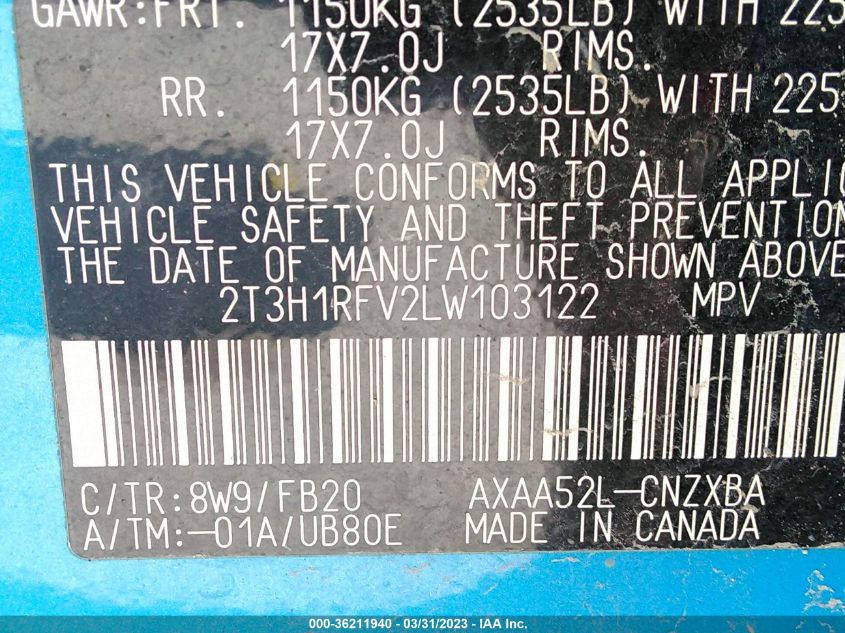 GAWR:FRT. 1150KG (2535LB) WITH 225
17X7.0J RIMS.
RR. 1150KG (2535LB) WITH 225
17X7.0J RIMS.
THIS VEHICLE CONFORMS TO ALL APPLIC
VEHICLE SAFETY AND THEFT PREVENTION
THE DATE OF MANUFACTURE SHOWN ABOVE
2T3H1RFV2LW103122 MPV
C/TR:8W9/FB20 AXAA52L-CNZXBA
A/TM:-01A/UB80E MADE IN CANADA
000-36211940 - 03/31/2023 - IAAI.COM